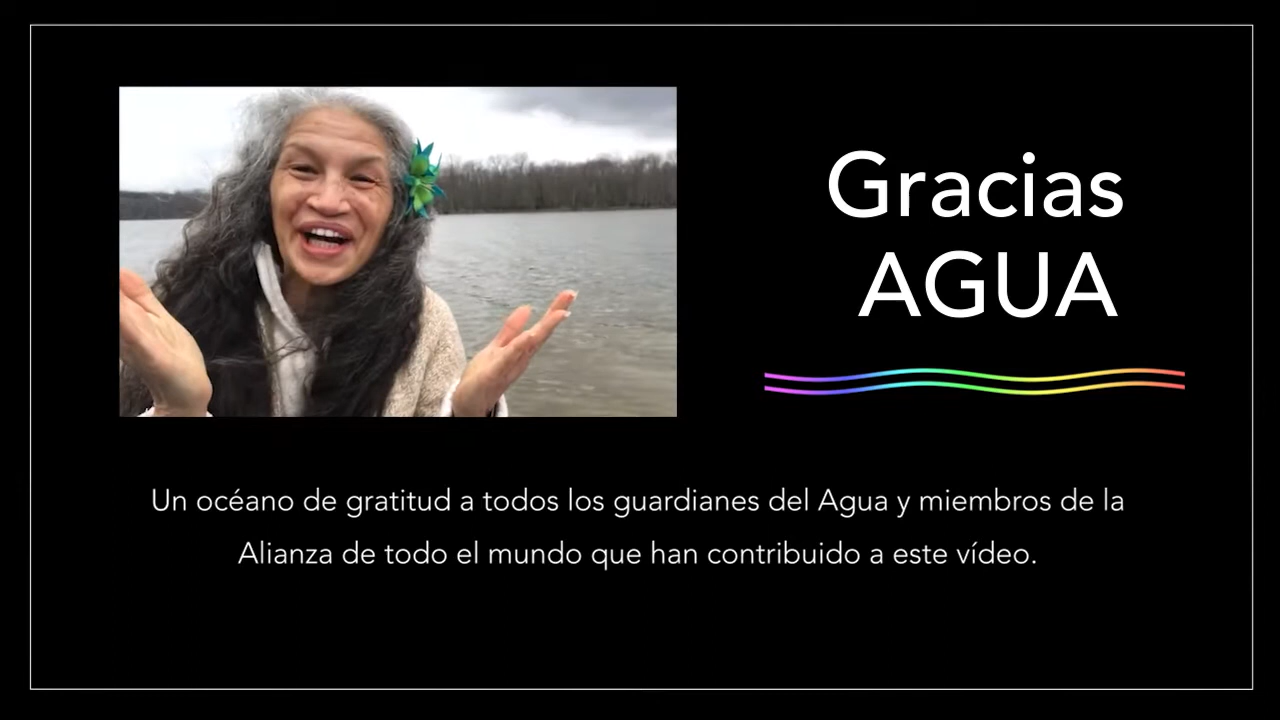 Gracias
AGUA
Un océano de gratitud a todos los guardianes del Agua y miembros de la
Alianza de todo el mundo que han contribuido a este vídeo.